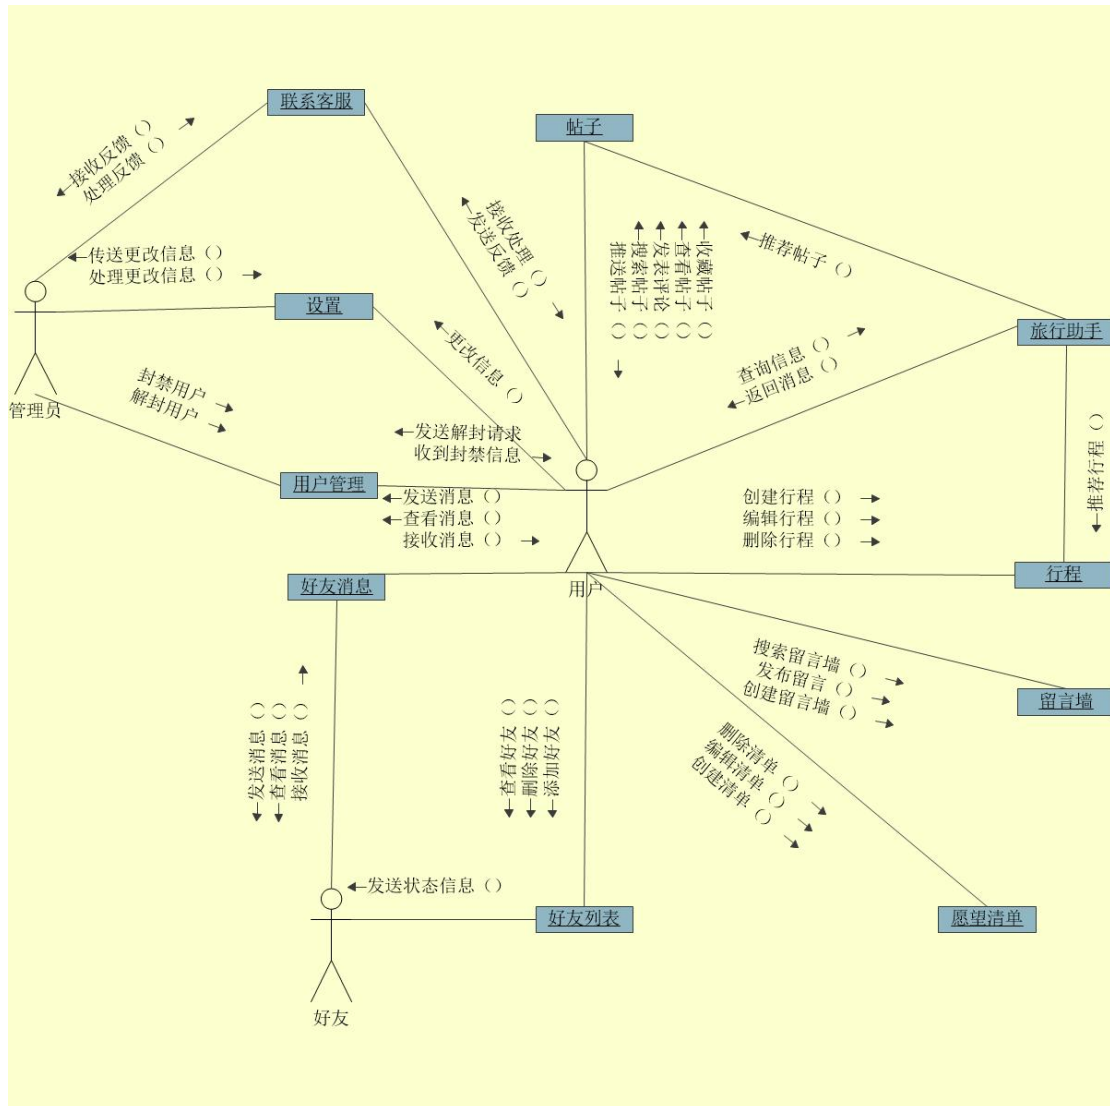 联系客服
帖子
接收反馈（）
处理反馈（）
接收处理（）
发送反馈（）
收藏帖子（）
查看帖子（）
发表评论（）
搜索帖子（）
推送帖子（）
推荐帖子（）
传送更改信息（）
处理更改信息（）
设置
旅行助手
更改信息（）
查询信息（）
返回消息（）
管理员
封禁用户
解封用户
发送解封请求
收到封禁信息
推荐行程（）
用户管理
发送消息（）
查看消息（）
接收消息（）
创建行程（）
编辑行程（）
删除行程（）
好友消息
用户
行程
搜索留言墙（）
发布留言（）
创建留言墙（）
留言墙
发送消息（）
查看消息（）
接收消息（）
查看好友（）
删除好友（）
添加好友（）
删除清单（）
编辑清单（）
创建清单（）
发送状态信息（）
好友列表
愿望清单
好友